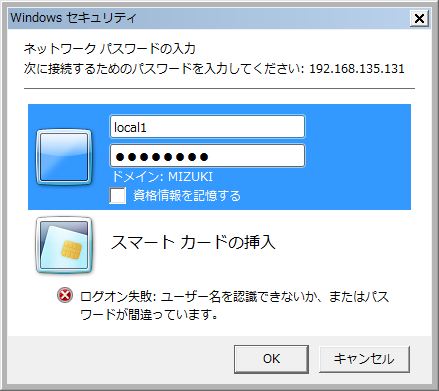 Windows セキュリティ
ネットワーク パスワードの入力
次に接続するためのパスワードを入力してください: 192.168.135.131
local1
●●●●●●●●
ドメイン: MIZUKI
資格情報を記憶する
スマート カードの挿入
ログオン失敗: ユーザー名を認識できないか、またはパス
ワードが間違っています。
OK
キャンセル